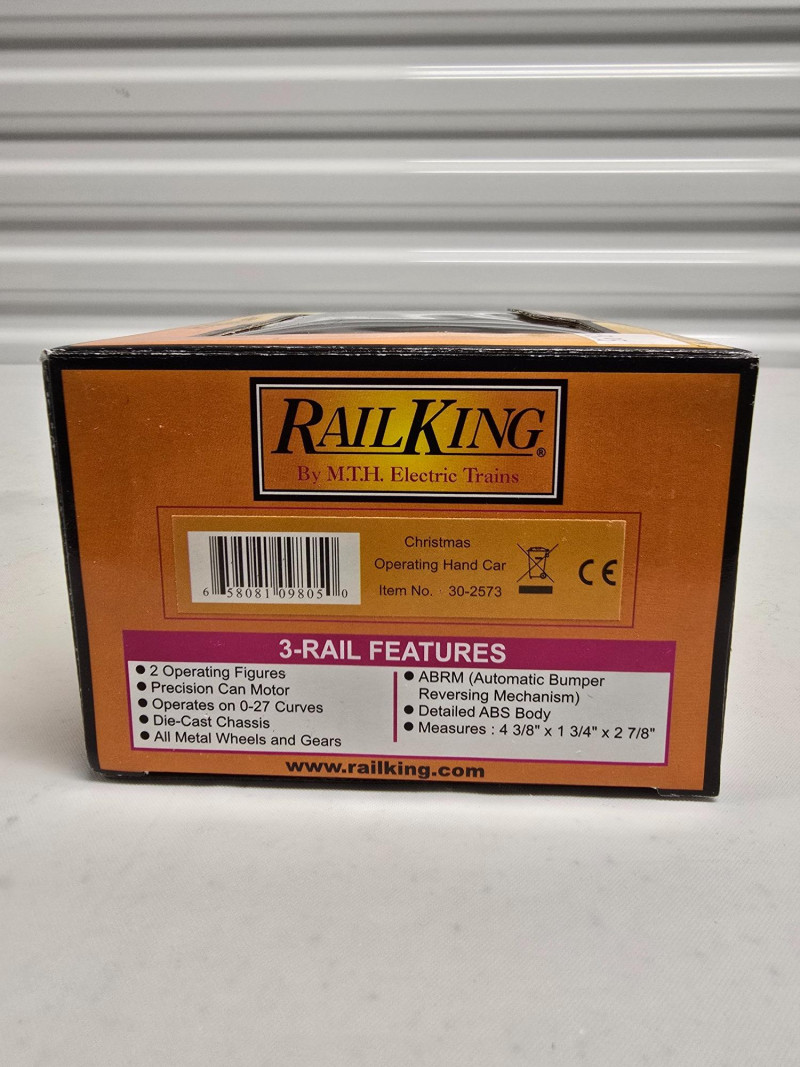 RAILKING®
By M.T.H. Electric Trains
Christmas
Operating Hand Car
Item No. 30-2573
6 58081 09805 0
CE
3-RAIL FEATURES
● 2 Operating Figures
● Precision Can Motor
● Operates on 0-27 Curves
● Die-Cast Chassis
● All Metal Wheels and Gears
● ABRM (Automatic Bumper
Reversing Mechanism)
● Detailed ABS Body
● Measures : 4 3/8" x 1 3/4" x 2 7/8"
www.railking.com